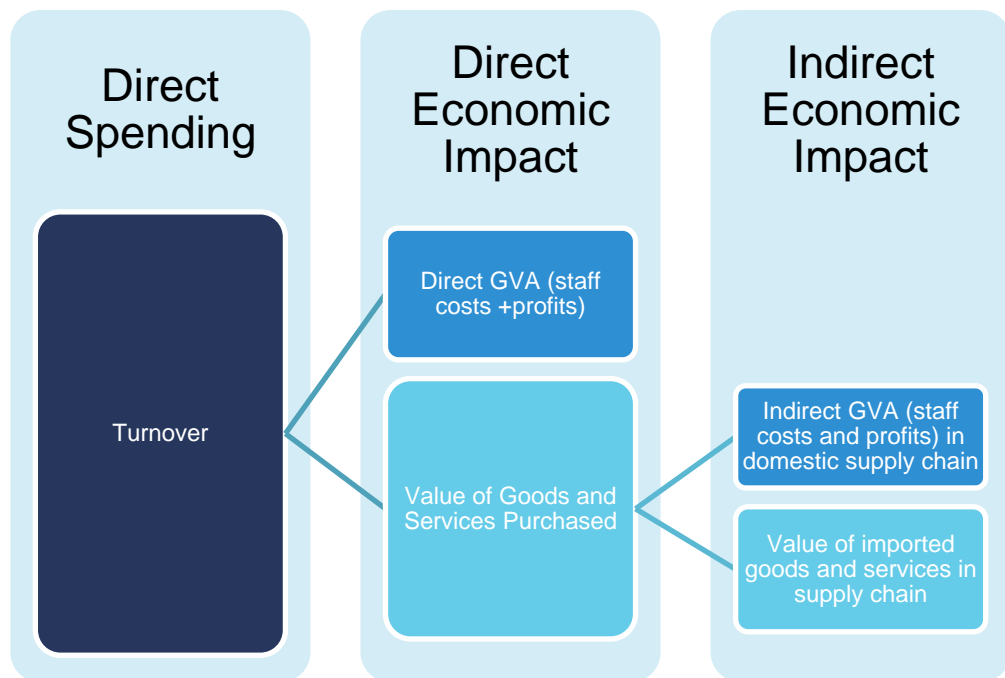 Direct
Spending
Turnover
Direct
Economic
Impact
Direct GVA (staff
costs +profits)
Value of Goods and
Services Purchased
Indirect
Economic
Impact
Indirect GVA (staff
costs and profits) in
domestic supply chain
Value of imported
goods and services in
supply chain